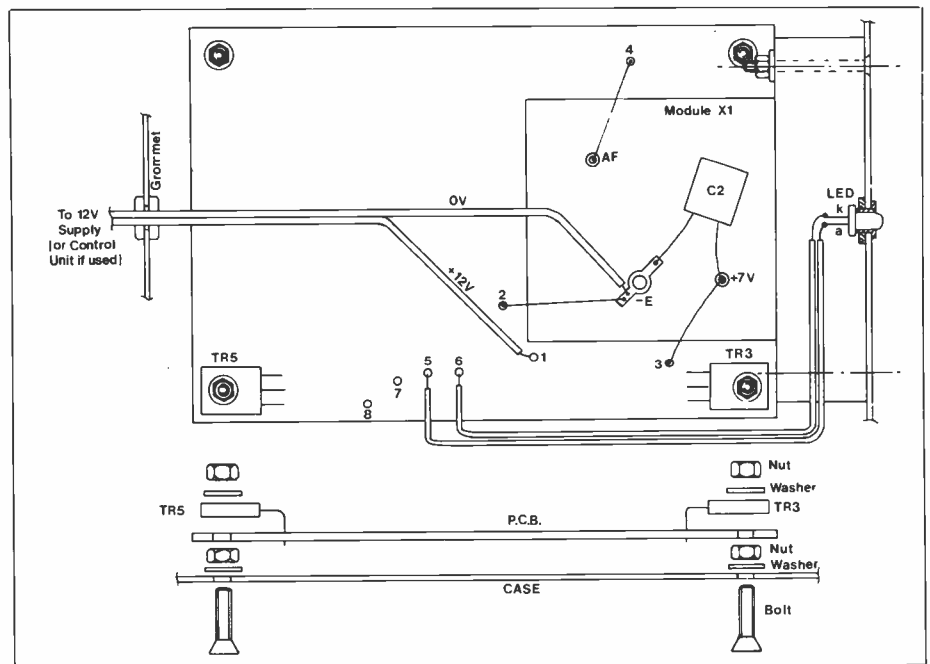 4
Module X1
AF
Grommet
C2
LED
k
a
To 12V
Supply
(or Control
Unit if used)
0V
+12V
+7V
2
-E
1
3
TR5
5
6
TR3
7
8
Nut
Washer
TR5
TR3
P.C.B.
Nut
Washer
CASE
Bolt